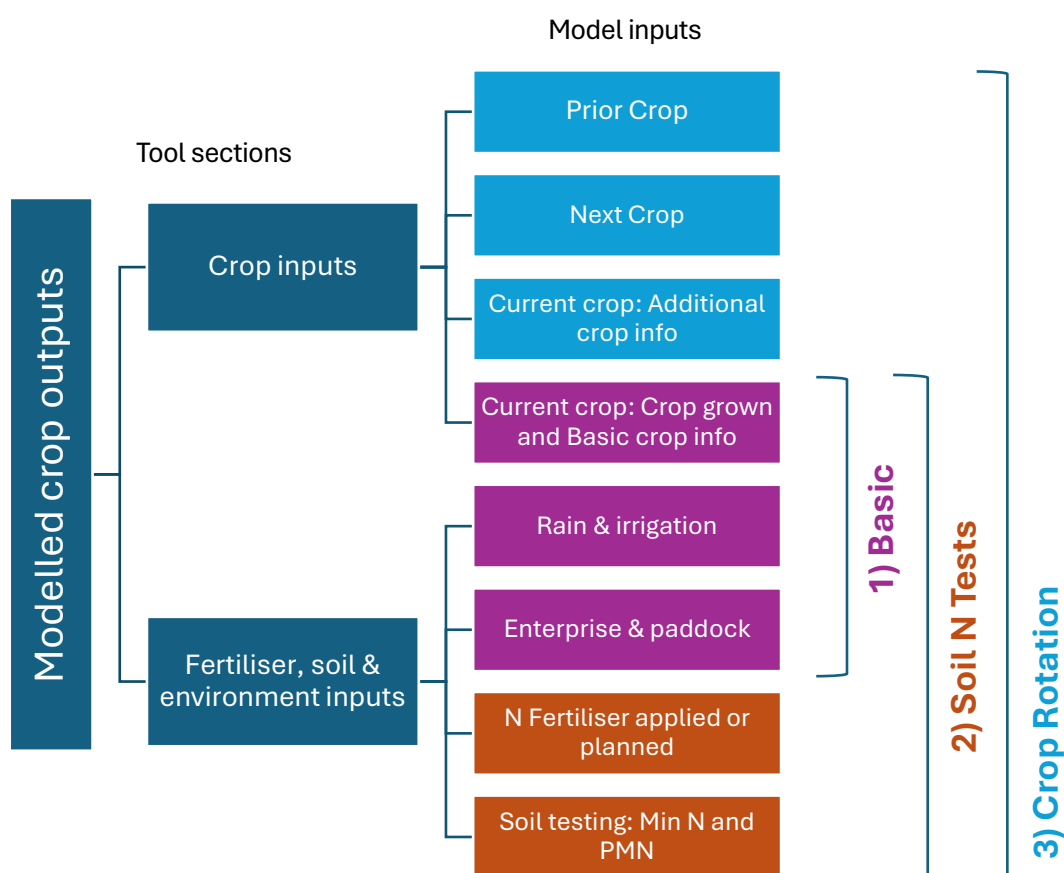 Model inputs
Tool sections
Modelled crop outputs
Crop inputs
Fertiliser, soil &
environment inputs
Prior Crop
Next Crop
Current crop: Additional
crop info
Current crop: Crop grown
and Basic crop info
Rain & irrigation
Enterprise & paddock
N Fertiliser applied or
planned
Soil testing: Min N and
PMN
1) Basic
2) Soil N Tests
3) Crop Rotation